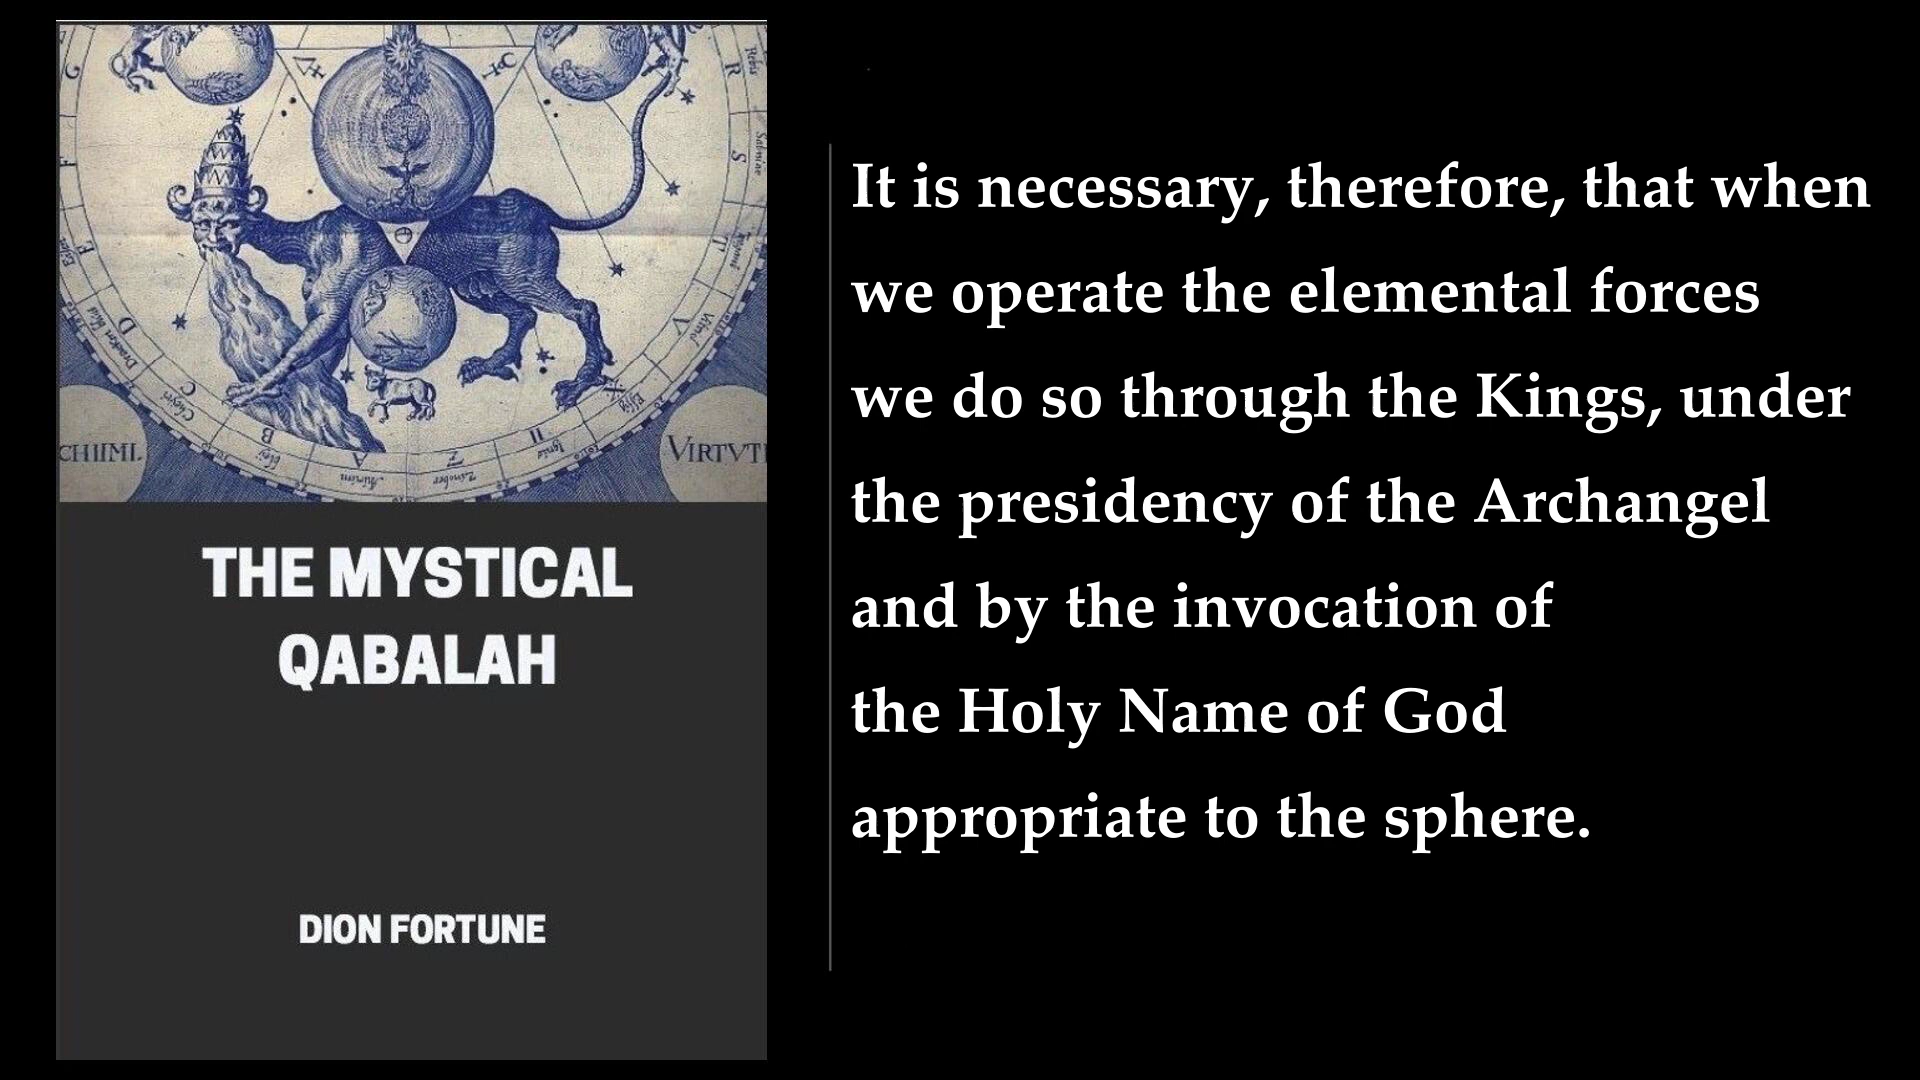 CHIIMI.
VIRTVTI
THE MYSTICAL
QABALAH
DION FORTUNE
It is necessary, therefore, that when
we operate the elemental forces
we do so through the Kings, under
the presidency of the Archangel
and by the invocation of
the Holy Name of God
appropriate to the sphere.